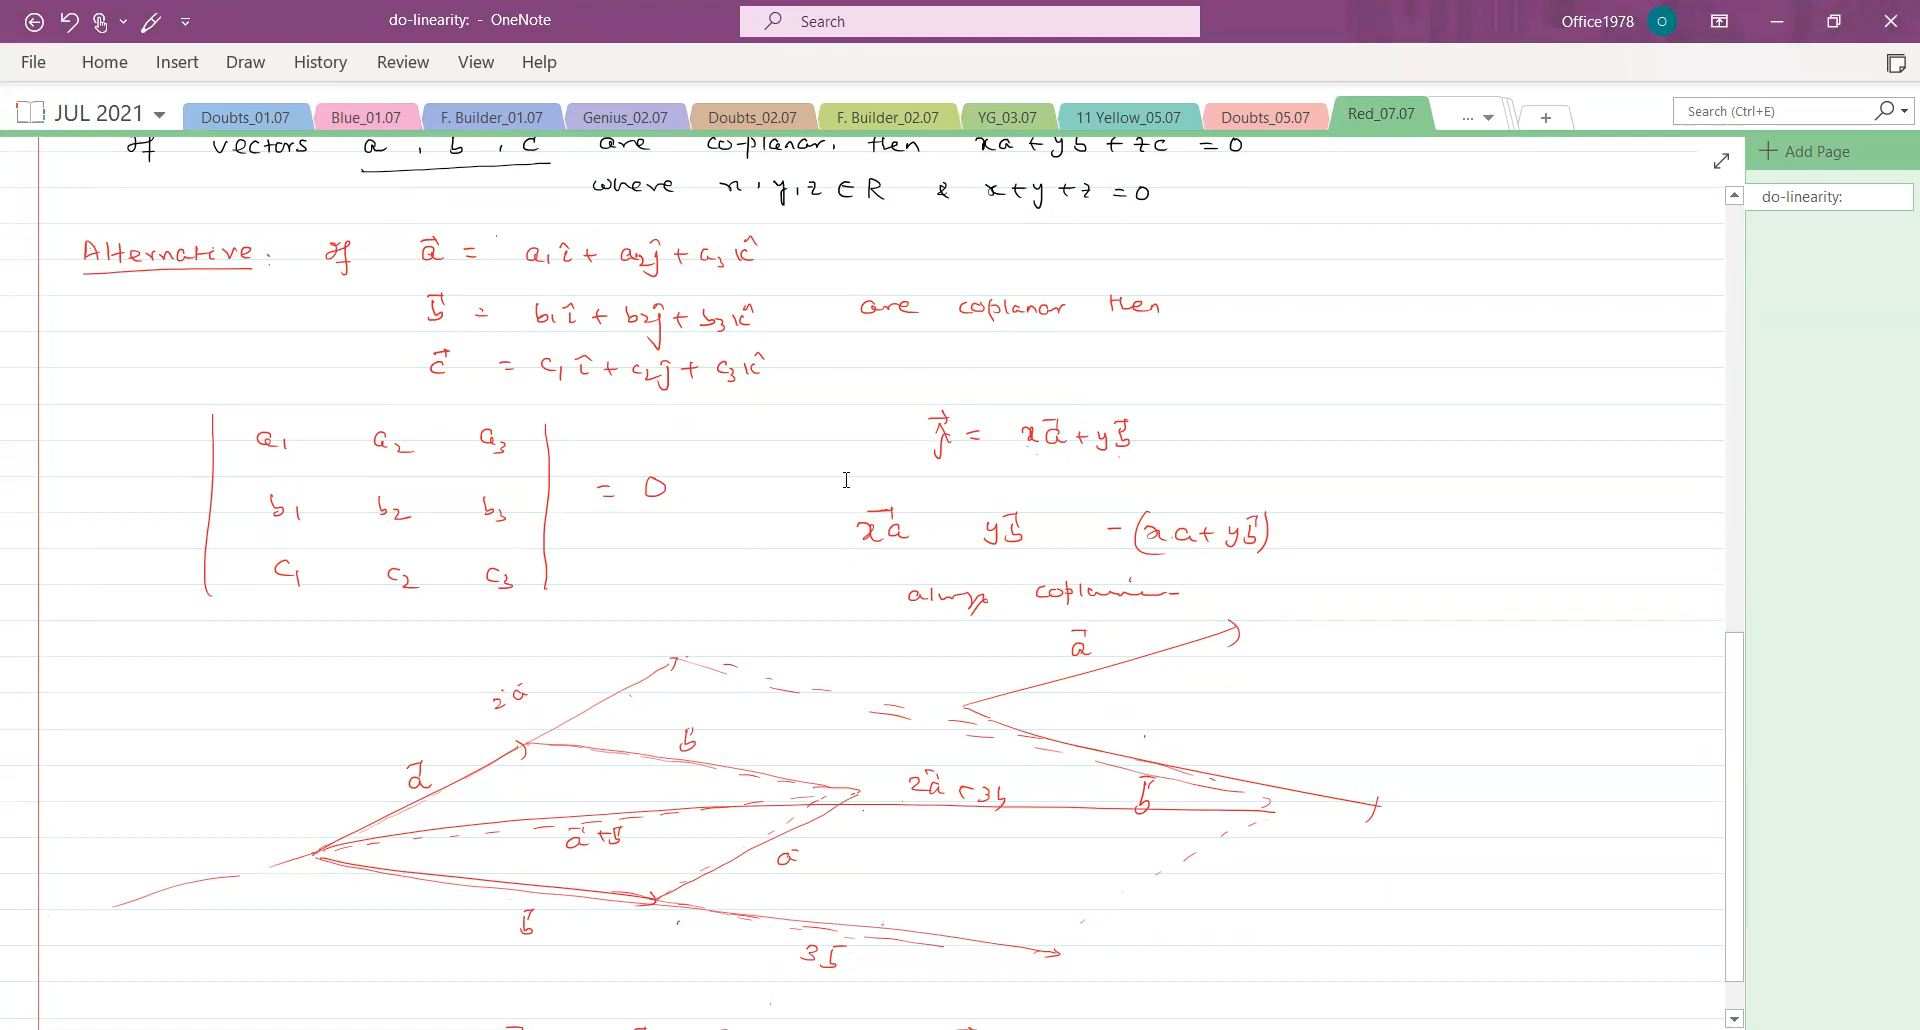 do-linearity: - OneNote
Search
Office1978
O
File Home Insert Draw History Review View Help
JUL 2021
Doubts_01.07 Blue_01.07 F. Builder_01.07 Genius_02.07 Doubts_02.07 F. Builder_02.07 YG_03.07 11 Yellow_05.07 Doubts_05.07 Red_07.07 ... +
Search (Ctrl+E)
Add Page
do-linearity:
If vectors a, b, c are co-planar, then xa + yb + zc = 0
where x, y, z ∈ R & x + y + z = 0
Alternative: If a⃗ = a₁î + a₂ĵ + a₃k̂
b⃗ = b₁î + b₂ĵ + b₃k̂ are coplanar then
c⃗ = c₁î + c₂ĵ + c₃k̂
a₁ a₂ a₃
b₁ b₂ b₃
c₁ c₂ c₃
= 0
= xa⃗ + yb⃗
xa⃗ yb⃗ -(xa + yb⃗)
always
a⃗
2a⃗
b⃗
a⃗
2a⃗ + 3b
b⃗
a⃗ + b⃗
a
b⃗
3b⃗